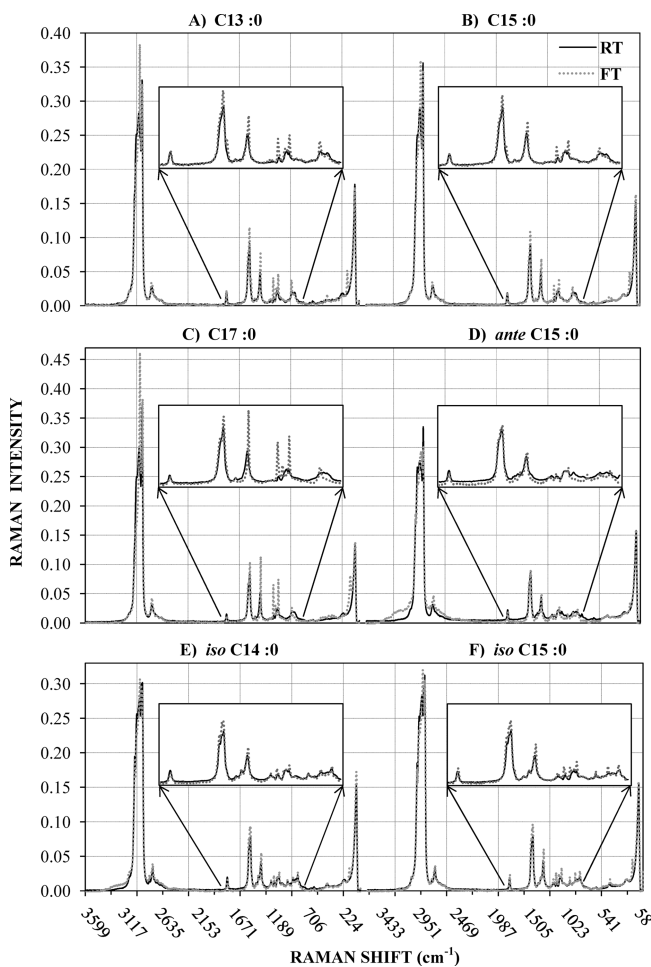 A) C13 :0
B) C15 :0
RT
FT
0.40
0.35
0.30
0.25
0.20
0.15
0.10
0.05
0.00
C) C17 :0
D) ante C15 :0
0.45
0.40
0.35
0.30
0.25
0.20
0.15
0.10
0.05
0.00
RAMAN INTENSITY
E) iso C14 :0
F) iso C15 :0
0.30
0.25
0.20
0.15
0.10
0.05
0.00
3599 3117 2635 2153 1671 1189 706 224 3433 2951 2469 1987 1505 1023 541 58
RAMAN SHIFT (cm⁻¹)